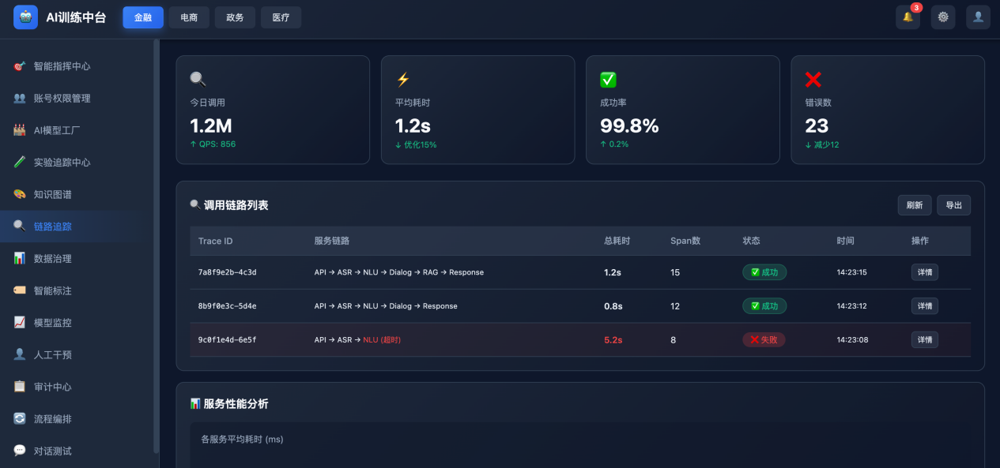 AI训练中台
金融
电商
政务
医疗
3
智能指挥中心
账号权限管理
AI模型工厂
实验追踪中心
知识图谱
链路追踪
数据治理
智能标注
模型监控
人工干预
审计中心
流程编排
对话测试
今日调用
1.2M
↑ QPS: 856
平均耗时
1.2s
↓ 优化15%
成功率
99.8%
↑ 0.2%
错误数
23
↓ 减少12
调用链路列表
刷新
导出
Trace ID 服务链路 总耗时 Span数 状态 时间 操作
7a8f9e2b-4c3d API → ASR → NLU → Dialog → RAG → Response 1.2s 15 ✅ 成功 14:23:15 详情
8b9f0e3c-5d4e API → ASR → NLU → Dialog → Response 0.8s 12 ✅ 成功 14:23:12 详情
9c0f1e4d-6e5f API → ASR → NLU (超时) 5.2s 8 ❌ 失败 14:23:08 详情
服务性能分析
各服务平均耗时 (ms)